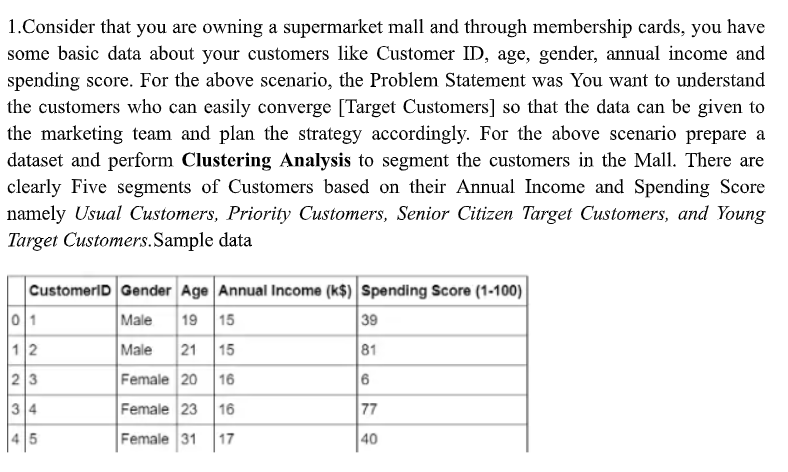 1.Consider that you are owning a supermarket mall and through membership cards, you have
some basic data about your customers like Customer ID, age, gender, annual income and
spending score. For the above scenario, the Problem Statement was You want to understand
the customers who can easily converge [Target Customers] so that the data can be given to
the marketing team and plan the strategy accordingly. For the above scenario prepare a
dataset and perform Clustering Analysis to segment the customers in the Mall. There are
clearly Five segments of Customers based on their Annual Income and Spending Score
namely Usual Customers, Priority Customers, Senior Citizen Target Customers, and Young
Target Customers.Sample data
CustomerID Gender Age Annual Income (k$) Spending Score (1-100)
0 1 Male 19 15 39
1 2 Male 21 15 81
2 3 Female 20 16 6
3 4 Female 23 16 77
4 5 Female 31 17 40